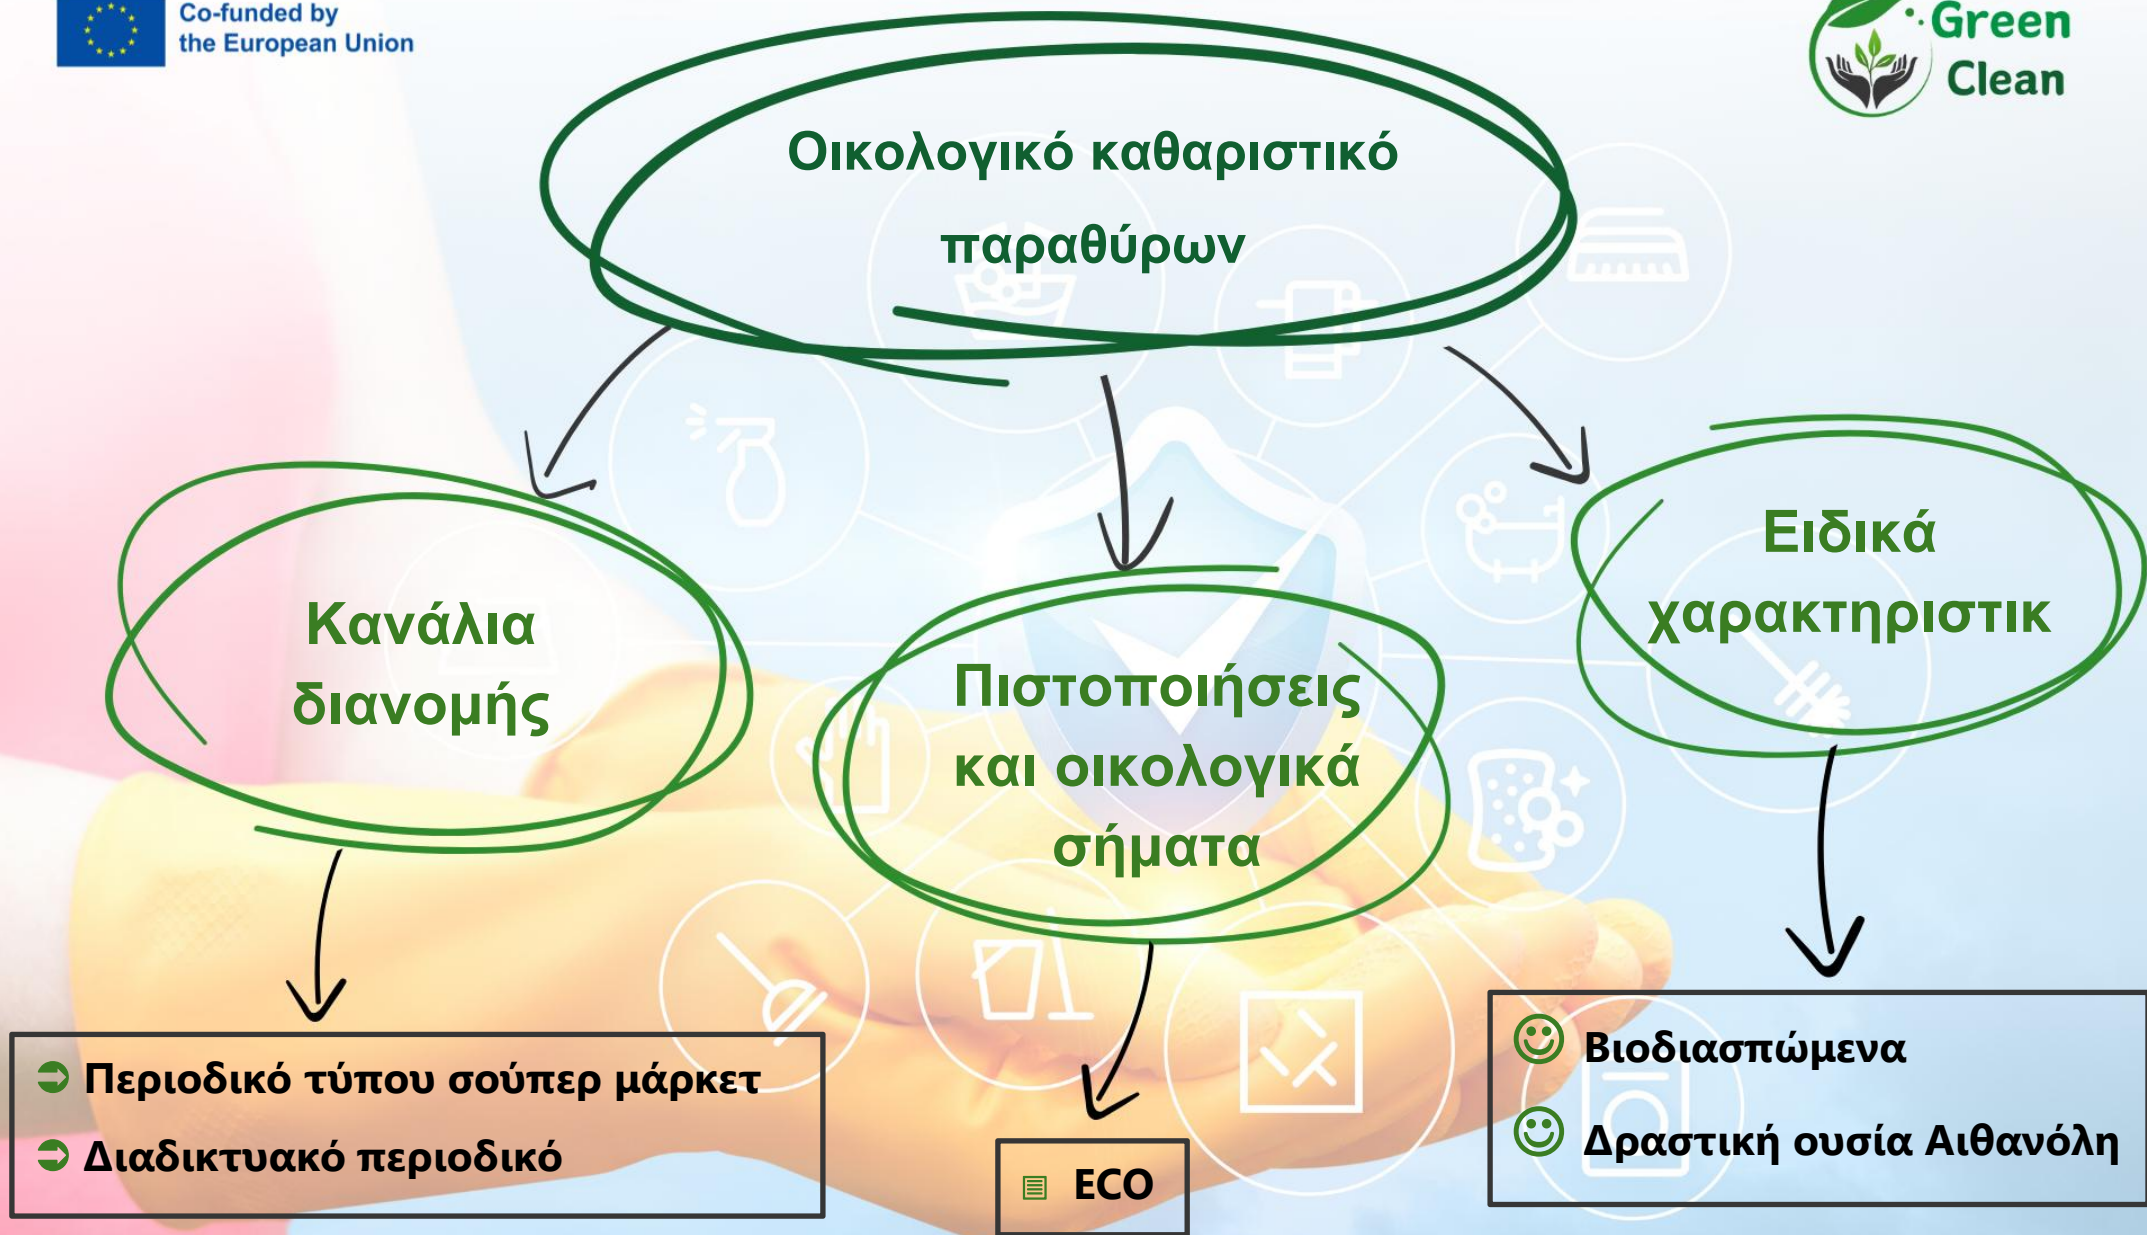 Co-funded by
the European Union
Green
Clean
Οικολογικό καθαριστικό
παραθύρων
Κανάλια
διανομής
Πιστοποιήσεις
και οικολογικά
σήματα
Ειδικά
χαρακτηριστικ
Περιοδικό τύπου σούπερ μάρκετ
Διαδικτυακό περιοδικό
ECO
Βιοδιασπώμενα
Δραστική ουσία Αιθανόλη